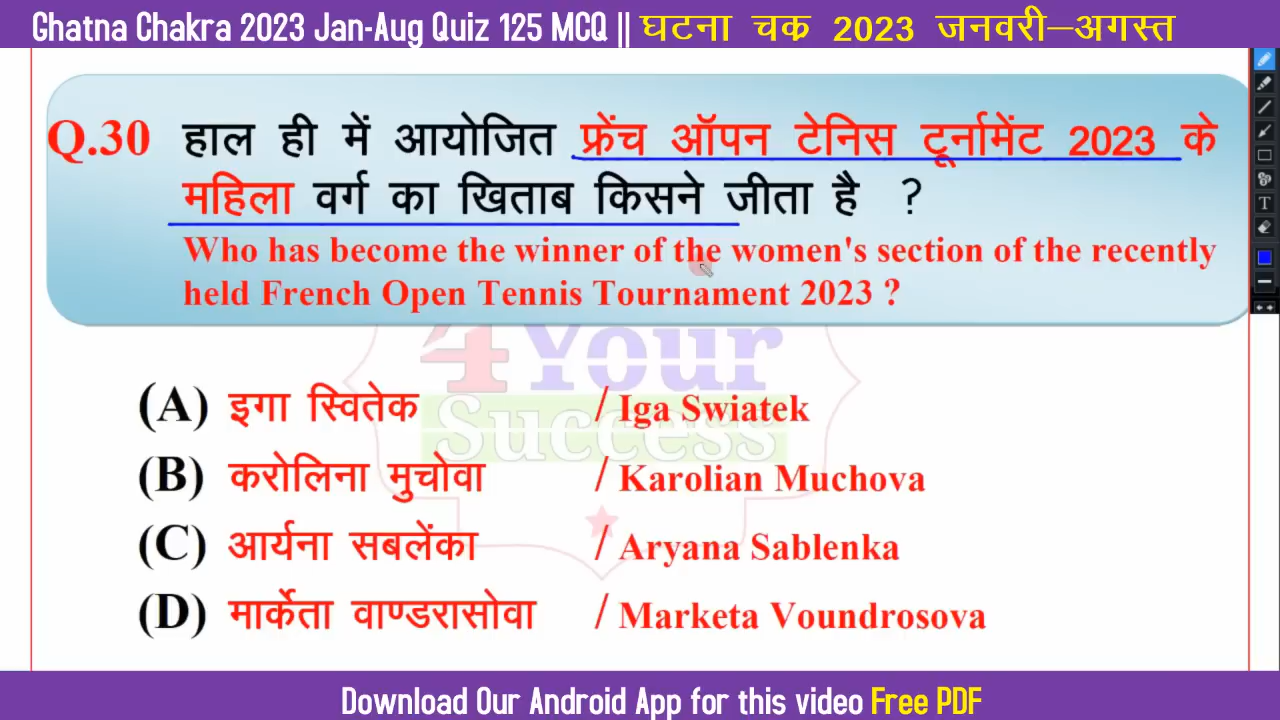 Ghatna Chakra 2023 Jan-Aug Quiz 125 MCQ || घटना चक्र 2023 जनवरी–अगस्त
Q.30 हाल ही में आयोजित फ्रेंच ऑपन टेनिस टूर्नामेंट 2023 के
महिला वर्ग का खिताब किसने जीता है ?
Who has become the winner of the women's section of the recently
held French Open Tennis Tournament 2023 ?
4Your
Success
(A) इगा स्वितेक / Iga Swiatek
(B) करोलिना मुचोवा / Karolian Muchova
(C) आर्यना सबलेंका / Aryana Sablenka
(D) मार्केता वाण्डरासोवा / Marketa Voundrosova
Download Our Android App for this video Free PDF